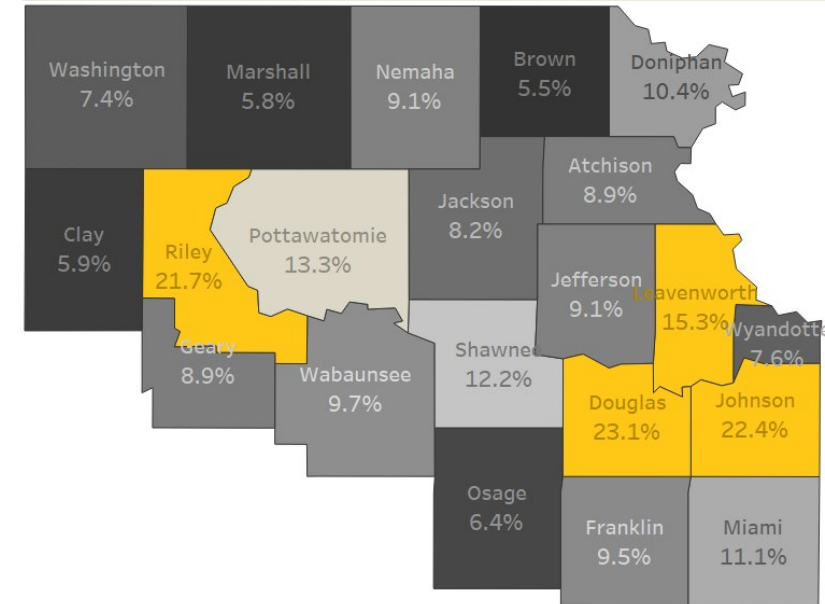 Washington
7.4%
Marshall
5.8%
Nemaha
9.1%
Brown
5.5%
Doniphan
10.4%
Atchison
8.9%
Jackson
8.2%
Clay
5.9%
Riley
21.7%
Pottawatomie
13.3%
Jefferson
9.1%
Leavenworth
15.3%
Wyandotte
7.6%
Geary
8.9%
Wabaunsee
9.7%
Shawnee
12.2%
Douglas
23.1%
Johnson
22.4%
Osage
6.4%
Franklin
9.5%
Miami
11.1%